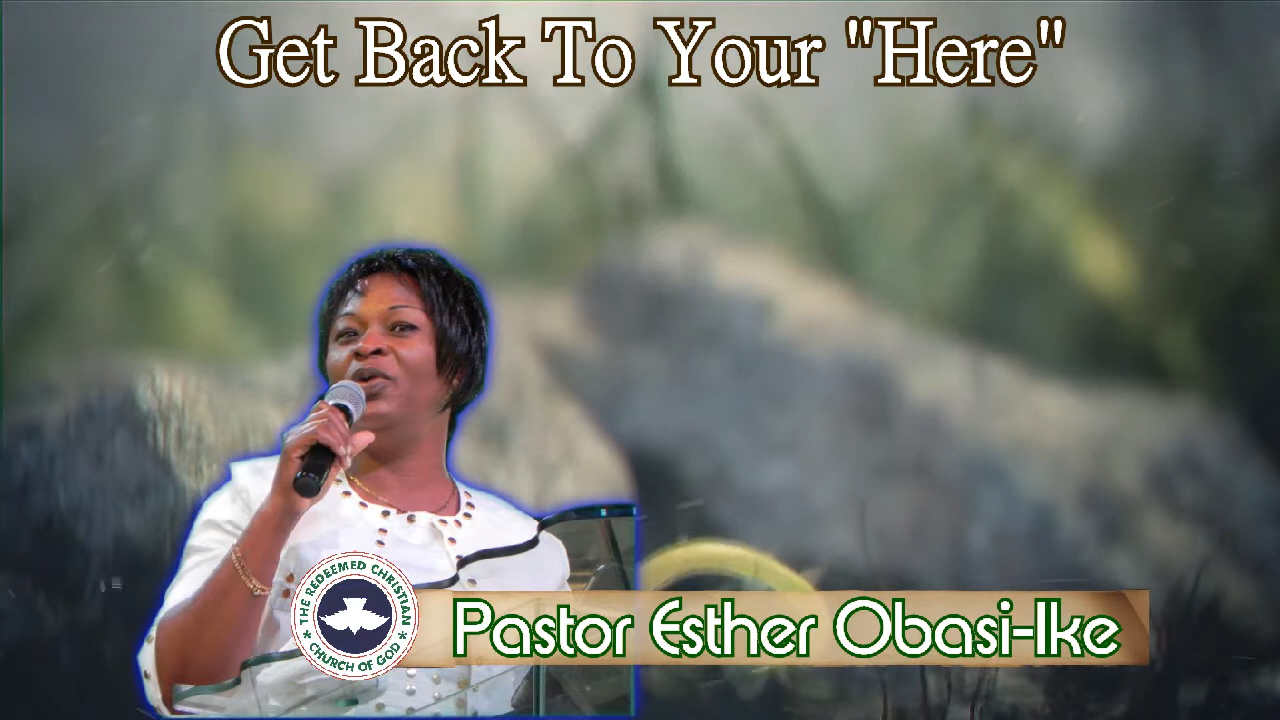 Get Back To Your "Here"
THE REDEEMED CHRISTIAN
CHURCH OF GOD
Pastor Esther Obasi-Ike